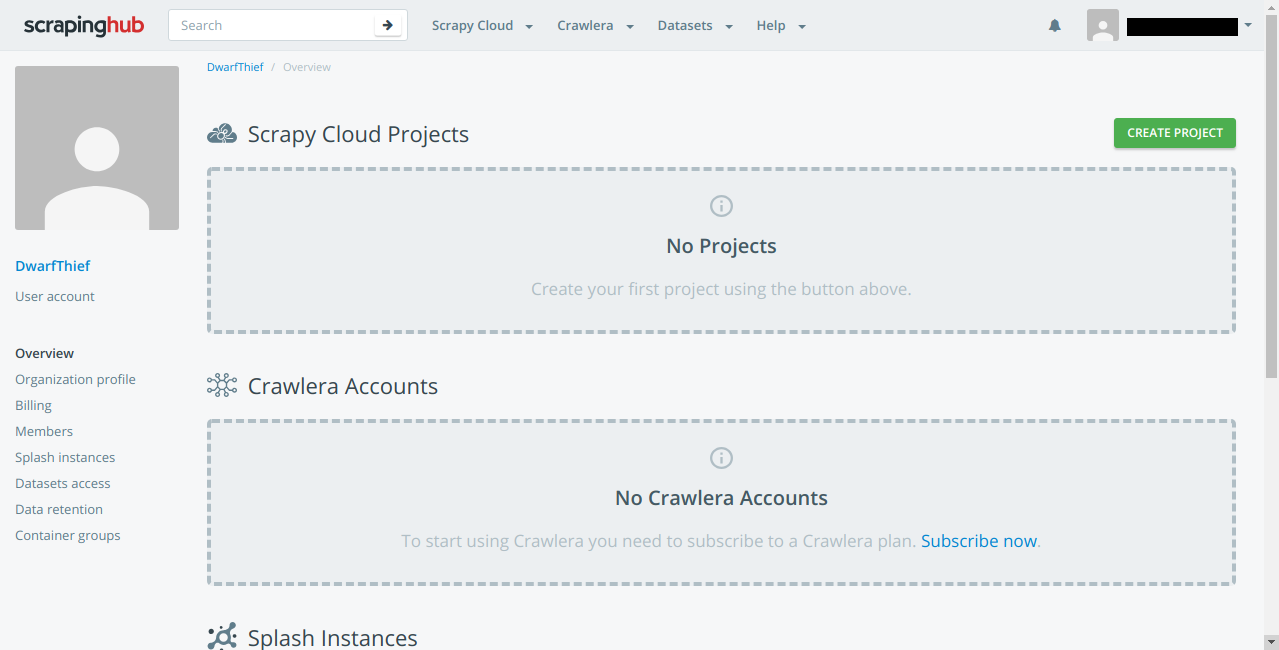 scrapinghub
Search
Scrapy Cloud
Crawlera
Datasets
Help
DwarfThief / Overview
DwarfThief
User account
Overview
Organization profile
Billing
Members
Splash instances
Datasets access
Data retention
Container groups
Scrapy Cloud Projects
CREATE PROJECT
No Projects
Create your first project using the button above.
Crawlera Accounts
No Crawlera Accounts
To start using Crawlera you need to subscribe to a Crawlera plan. Subscribe now.
Splash Instances